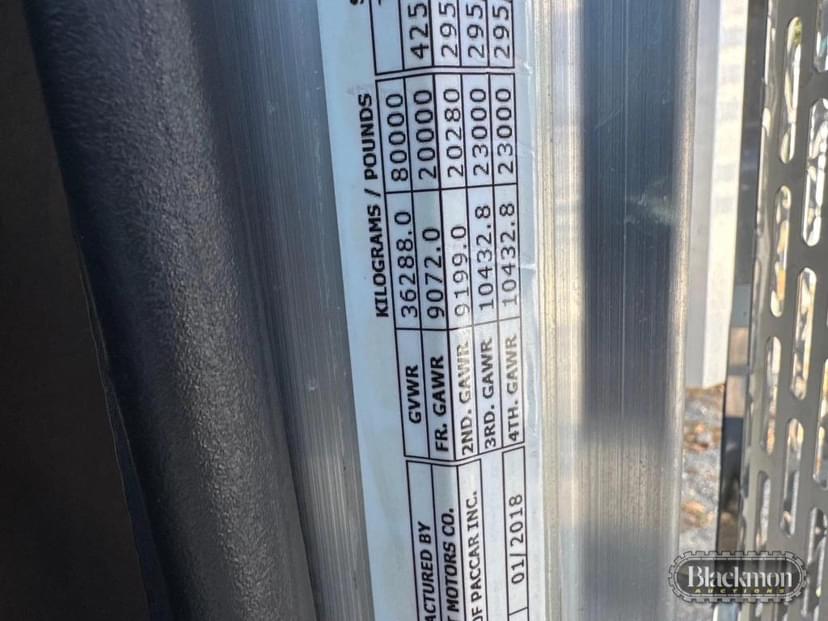 KILOGRAMS / POUNDS
GVWR 36288.0 80000 425
FR. GAWR 9072.0 20000 295
2ND. GAWR 9199.0 20280 295
3RD. GAWR 10432.8 23000 295
4TH. GAWR 10432.8 23000 295
ACTURED BY
MOTORS CO.
OF PACCAR INC.
01/2018
Blackmon
AUCTIONS